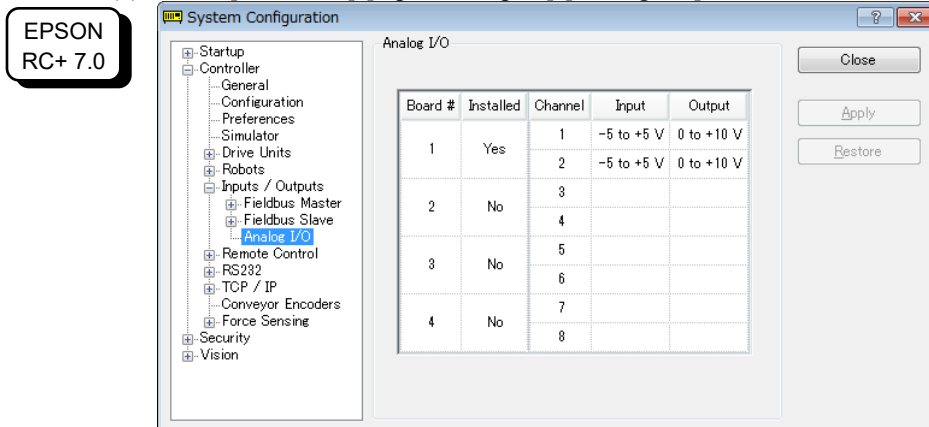 EPSON
RC+ 7.0
System Configuration
?
Startup
Controller
General
Configuration
Preferences
Simulator
Drive Units
Robots
Inputs / Outputs
Fieldbus Master
Fieldbus Slave
Analog I/O
Remote Control
RS232
TCP / IP
Conveyor Encoders
Force Sensing
Security
Vision
Analog I/O
Board # Installed Channel Input Output
1 Yes 1 -5 to +5 V 0 to +10 V
2 -5 to +5 V 0 to +10 V
2 No 3
4
3 No 5
6
4 No 7
8
Close
Apply
Restore